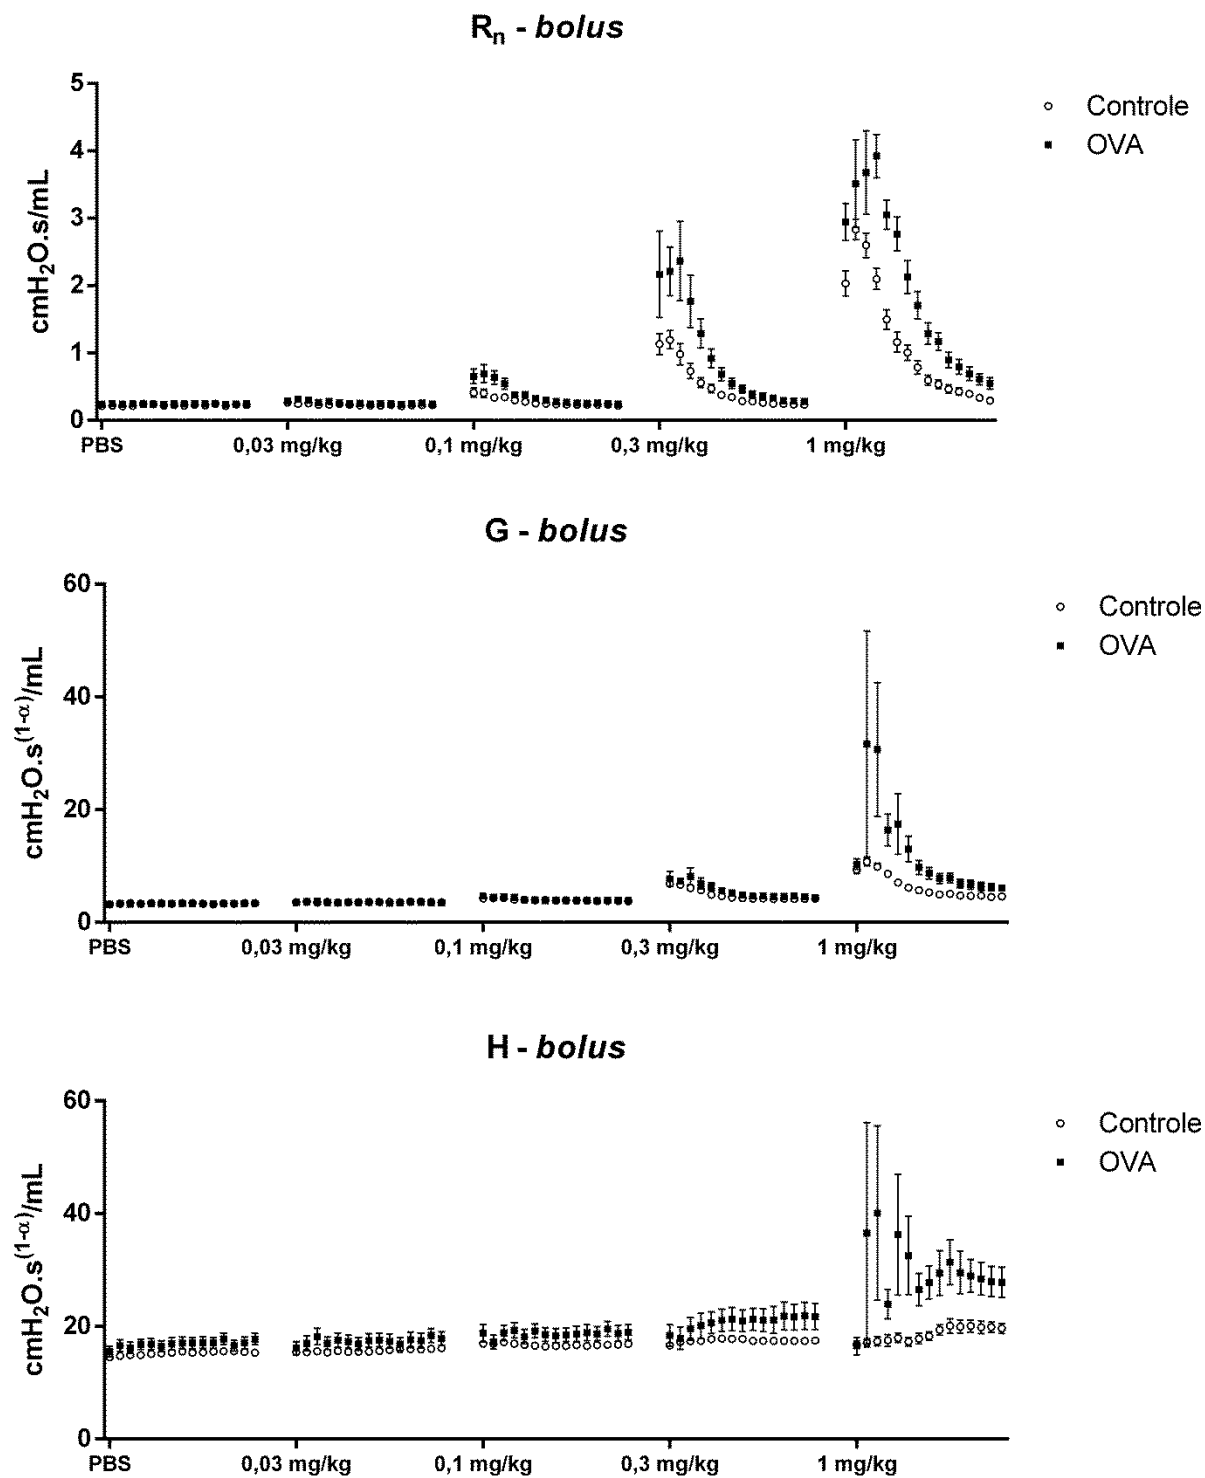 Rₙ - bolus
cmH₂O.s/mL
5
4
3
2
1
0
PBS 0,03 mg/kg 0,1 mg/kg 0,3 mg/kg 1 mg/kg
Controle
OVA
G - bolus
cmH₂O.s⁽¹⁻ᵅ⁾/mL
60
40
20
0
PBS 0,03 mg/kg 0,1 mg/kg 0,3 mg/kg 1 mg/kg
Controle
OVA
H - bolus
cmH₂O.s⁽¹⁻ᵅ⁾/mL
60
40
20
0
PBS 0,03 mg/kg 0,1 mg/kg 0,3 mg/kg 1 mg/kg
Controle
OVA